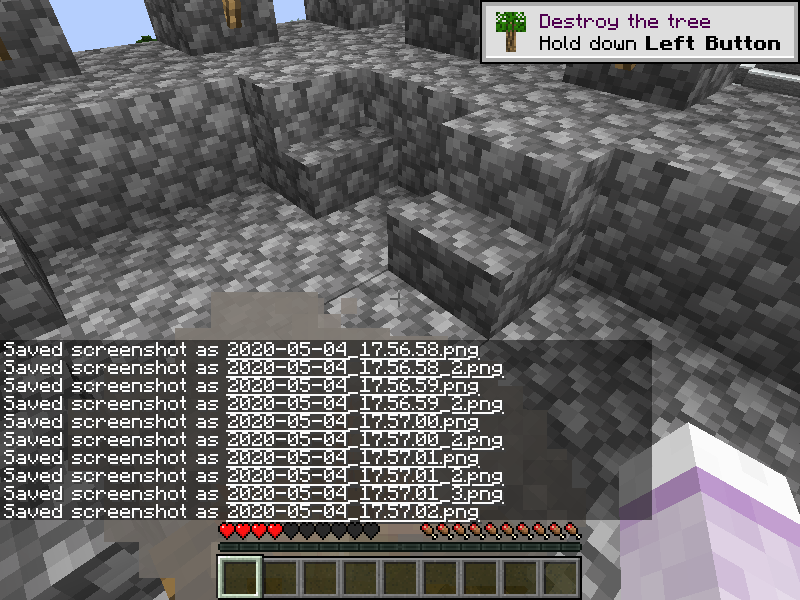 Destroy the tree
Hold down Left Button
Saved screenshot as 2020-05-04_17.56.58.png
Saved screenshot as 2020-05-04_17.56.58_2.png
Saved screenshot as 2020-05-04_17.56.59.png
Saved screenshot as 2020-05-04_17.56.59_2.png
Saved screenshot as 2020-05-04_17.57.00.png
Saved screenshot as 2020-05-04_17.57.00_2.png
Saved screenshot as 2020-05-04_17.57.01.png
Saved screenshot as 2020-05-04_17.57.01_2.png
Saved screenshot as 2020-05-04_17.57.01_3.png
Saved screenshot as 2020-05-04_17.57.02.png